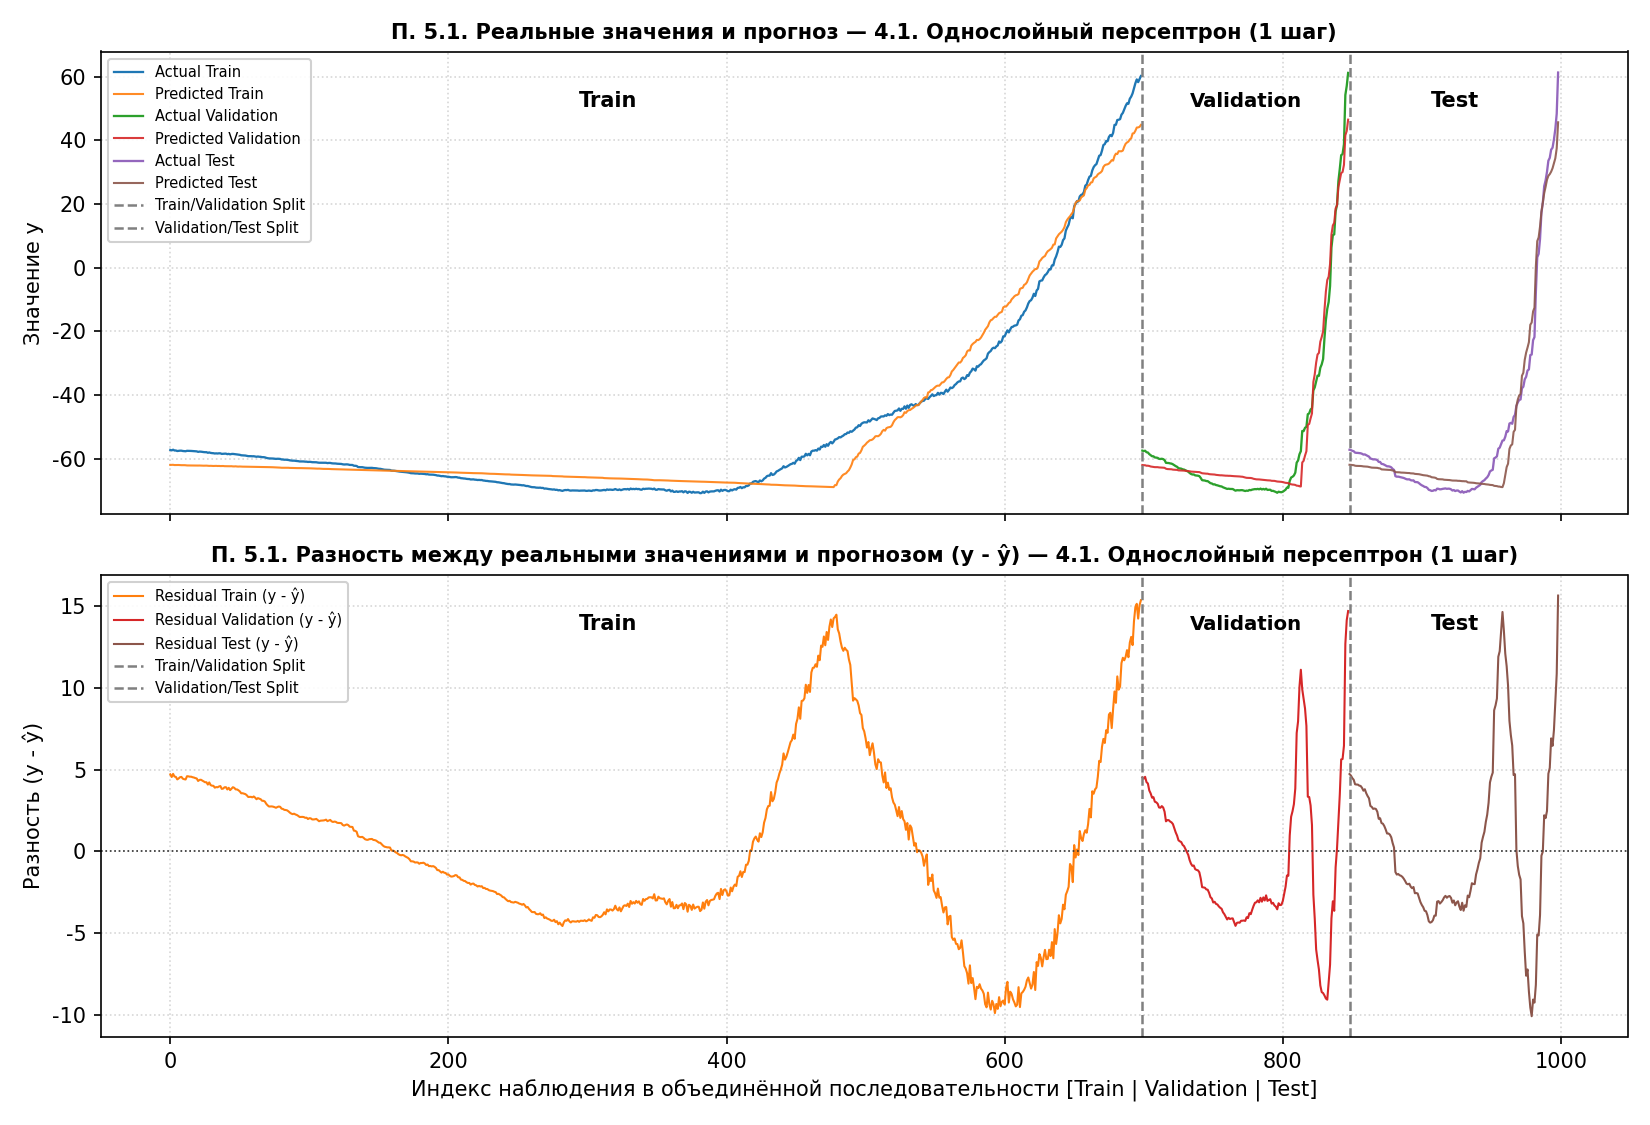 П. 5.1. Реальные значения и прогноз — 4.1. Однослойный персептрон (1 шаг)
Actual Train
Predicted Train
Actual Validation
Predicted Validation
Actual Test
Predicted Test
Train/Validation Split
Validation/Test Split
Train
Validation
Test
Значение y
60
40
20
0
-20
-40
-60
П. 5.1. Разность между реальными значениями и прогнозом (y - ŷ) — 4.1. Однослойный персептрон (1 шаг)
Residual Train (y - ŷ)
Residual Validation (y - ŷ)
Residual Test (y - ŷ)
Train/Validation Split
Validation/Test Split
Train
Validation
Test
Разность (y - ŷ)
15
10
5
0
-5
-10
0
200
400
600
800
1000
Индекс наблюдения в объединённой последовательности [Train | Validation | Test]